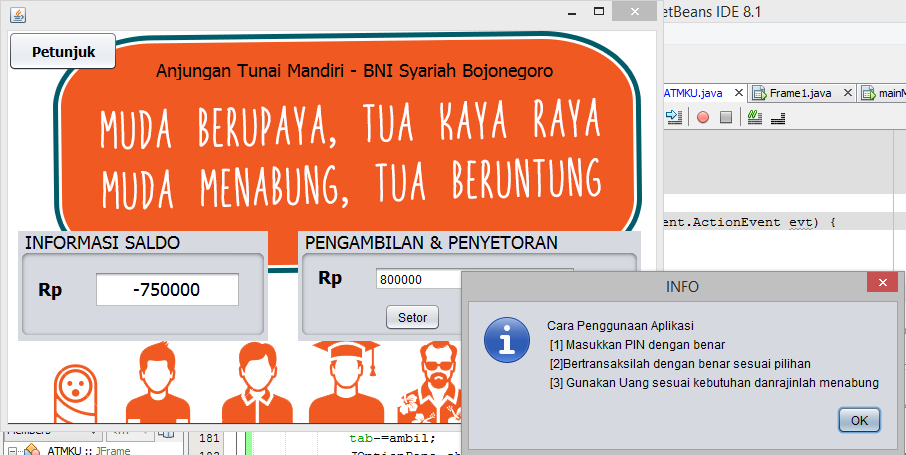 etBeans IDE 8.1
Petunjuk
Anjungan Tunai Mandiri - BNI Syariah Bojonegoro
MUDA BERUPAYA, TUA KAYA RAYA
MUDA MENABUNG, TUA BERUNTUNG
ATMKU.java
Frame1.java
mainM
ent.ActionEvent evt) {
INFORMASI SALDO
Rp
-750000
PENGAMBILAN & PENYETORAN
Rp
800000
Setor
INFO
Cara Penggunaan Aplikasi
[1] Masukkan PIN dengan benar
[2]Bertransaksilah dengan benar sesuai pilihan
[3] Gunakan Uang sesuai kebutuhan danrajinlah menabung
OK
ATMKU :: JFrame
181
tab-=ambil;